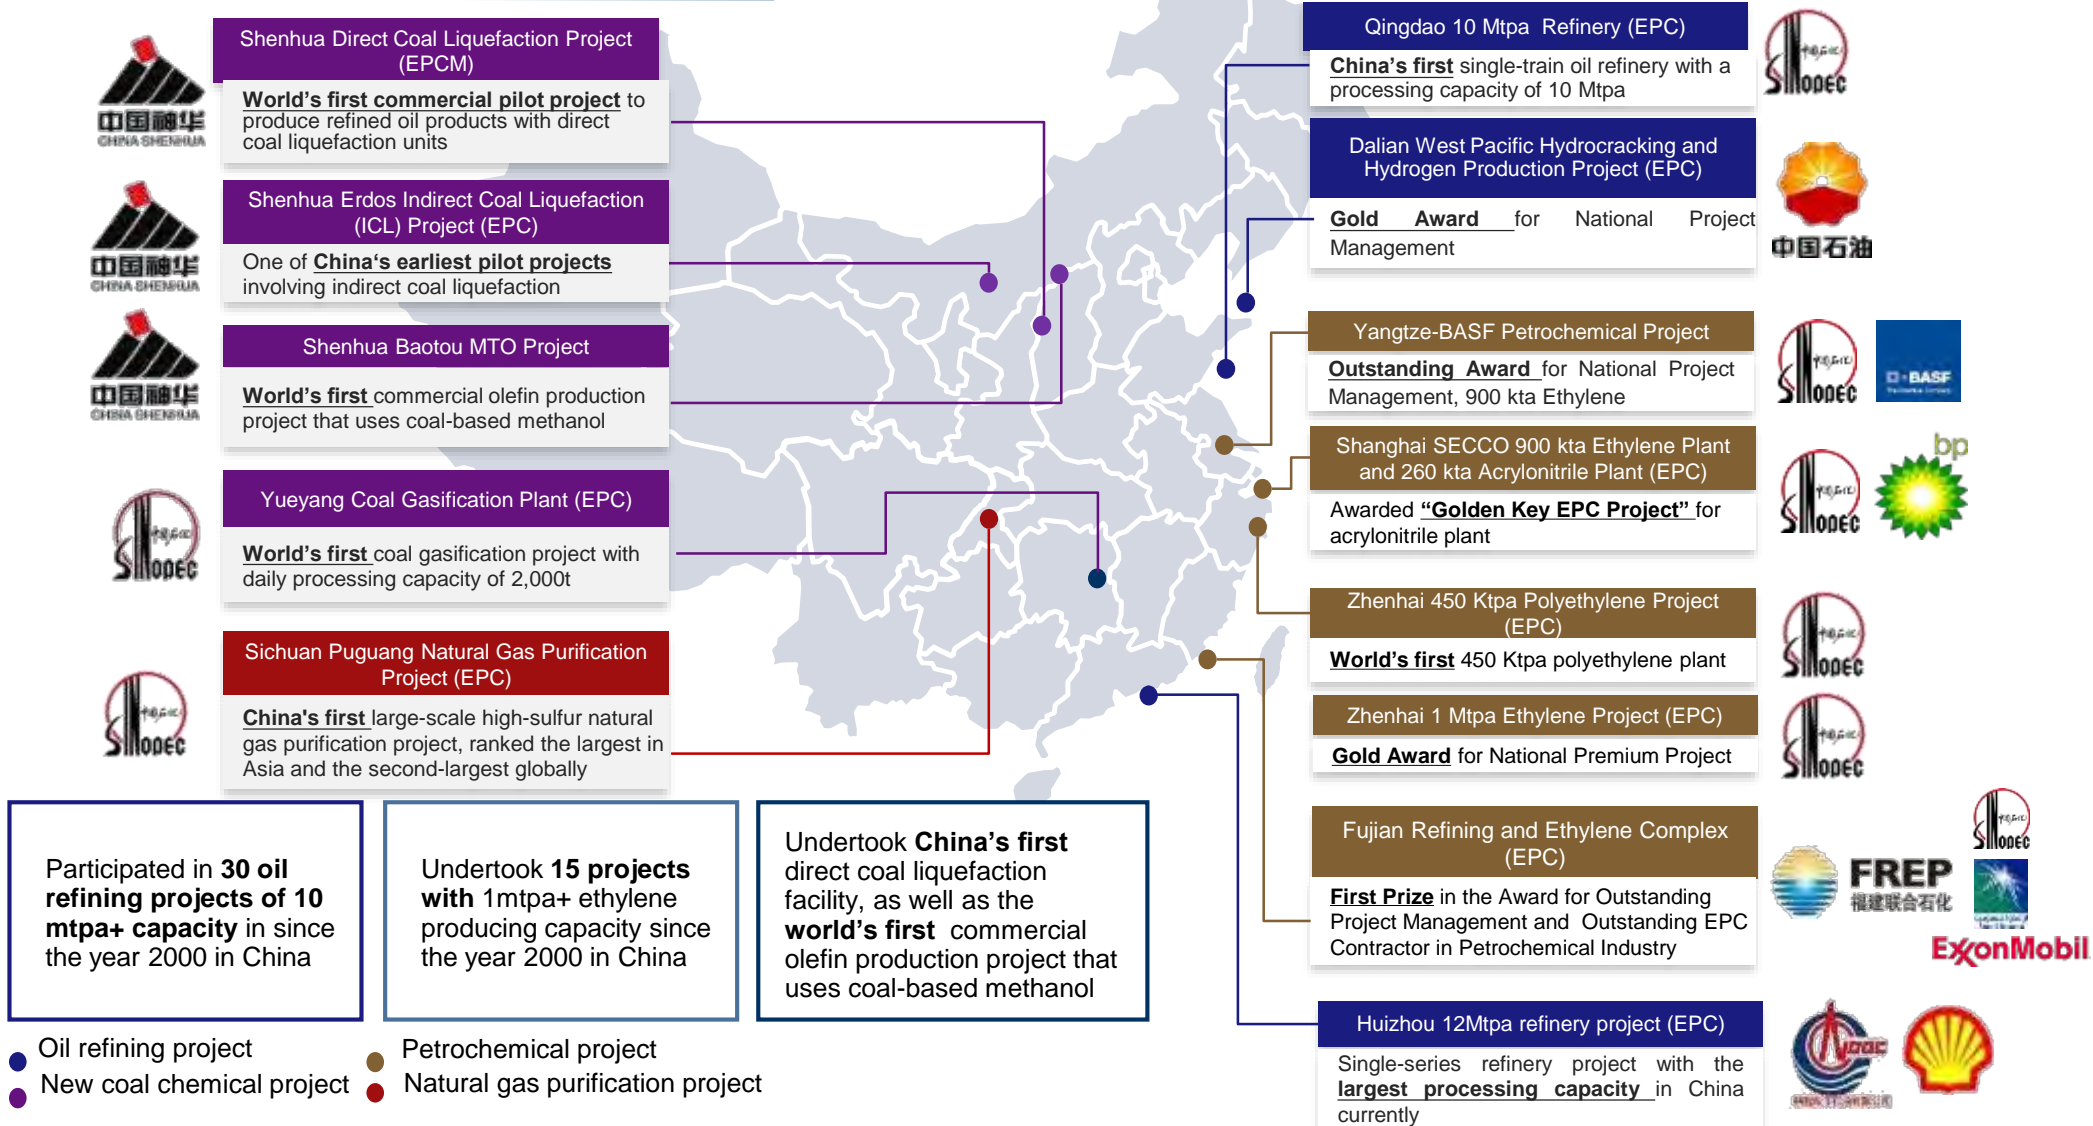 Shenhua Direct Coal Liquefaction Project
(EPCM)
World's first commercial pilot project to
produce refined oil products with direct
coal liquefaction units
中国神华
CHINA SHENHUA
Shenhua Erdos Indirect Coal Liquefaction
(ICL) Project (EPC)
One of China‘s earliest pilot projects
involving indirect coal liquefaction
中国神华
CHINA SHENHUA
Shenhua Baotou MTO Project
World's first commercial olefin production
project that uses coal-based methanol
中国神华
CHINA SHENHUA
Yueyang Coal Gasification Plant (EPC)
World's first coal gasification project with
daily processing capacity of 2,000t
SINOPEC
Sichuan Puguang Natural Gas Purification
Project (EPC)
China's first large-scale high-sulfur natural
gas purification project, ranked the largest in
Asia and the second-largest globally
SINOPEC
Qingdao 10 Mtpa Refinery (EPC)
China's first single-train oil refinery with a
processing capacity of 10 Mtpa
SINOPEC
Dalian West Pacific Hydrocracking and
Hydrogen Production Project (EPC)
Gold Award for National Project
Management
中国石油
Yangtze-BASF Petrochemical Project
Outstanding Award for National Project
Management, 900 kta Ethylene
SINOPEC
BASF
Shanghai SECCO 900 kta Ethylene Plant
and 260 kta Acrylonitrile Plant (EPC)
Awarded “Golden Key EPC Project” for
acrylonitrile plant
SINOPEC
bp
Zhenhai 450 Ktpa Polyethylene Project
(EPC)
World's first 450 Ktpa polyethylene plant
SINOPEC
Zhenhai 1 Mtpa Ethylene Project (EPC)
Gold Award for National Premium Project
SINOPEC
Fujian Refining and Ethylene Complex
(EPC)
First Prize in the Award for Outstanding
Project Management and Outstanding EPC
Contractor in Petrochemical Industry
SINOPEC
FREP
福建联合石化
ExxonMobil
Huizhou 12Mtpa refinery project (EPC)
Single-series refinery project with the
largest processing capacity in China
currently
Participated in 30 oil
refining projects of 10
mtpa+ capacity in since
the year 2000 in China
Undertook 15 projects
with 1mtpa+ ethylene
producing capacity since
the year 2000 in China
Undertook China's first
direct coal liquefaction
facility, as well as the
world's first commercial
olefin production project that
uses coal-based methanol
Oil refining project
Petrochemical project
New coal chemical project
Natural gas purification project